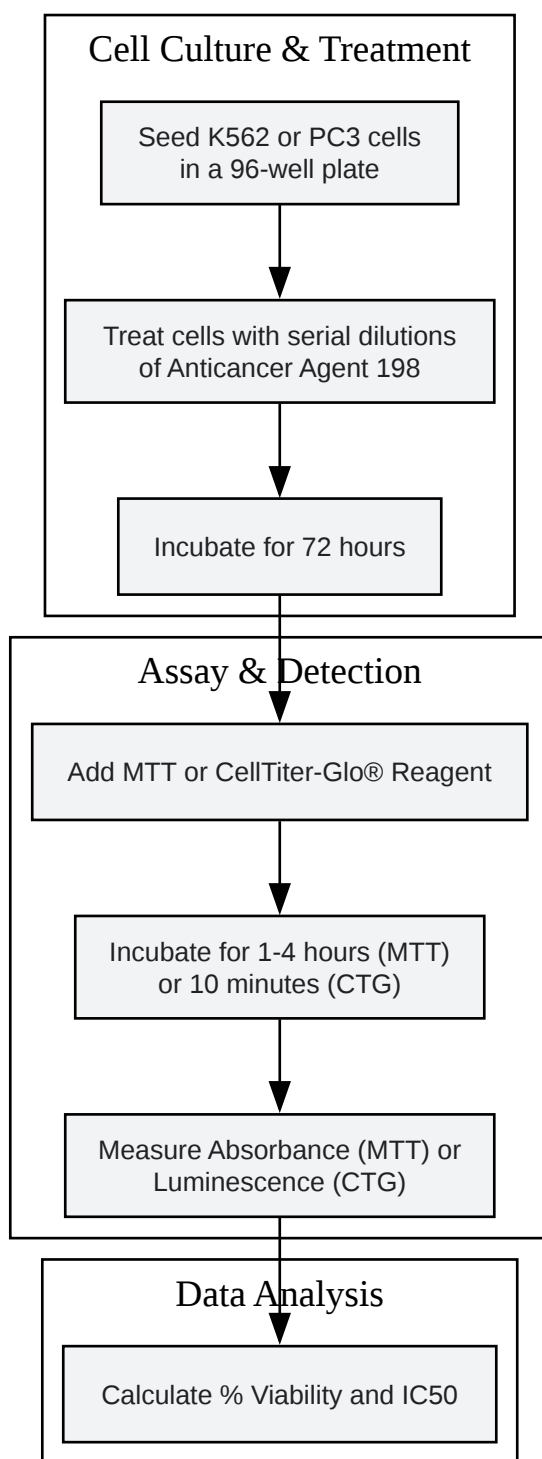 Cell Culture & Treatment
Seed K562 or PC3 cells
in a 96-well plate
Treat cells with serial dilutions
of Anticancer Agent 198
Incubate for 72 hours
Assay & Detection
Add MTT or CellTiter-Glo® Reagent
Incubate for 1-4 hours (MTT)
or 10 minutes (CTG)
Measure Absorbance (MTT) or
Luminescence (CTG)
Data Analysis
Calculate % Viability and IC50